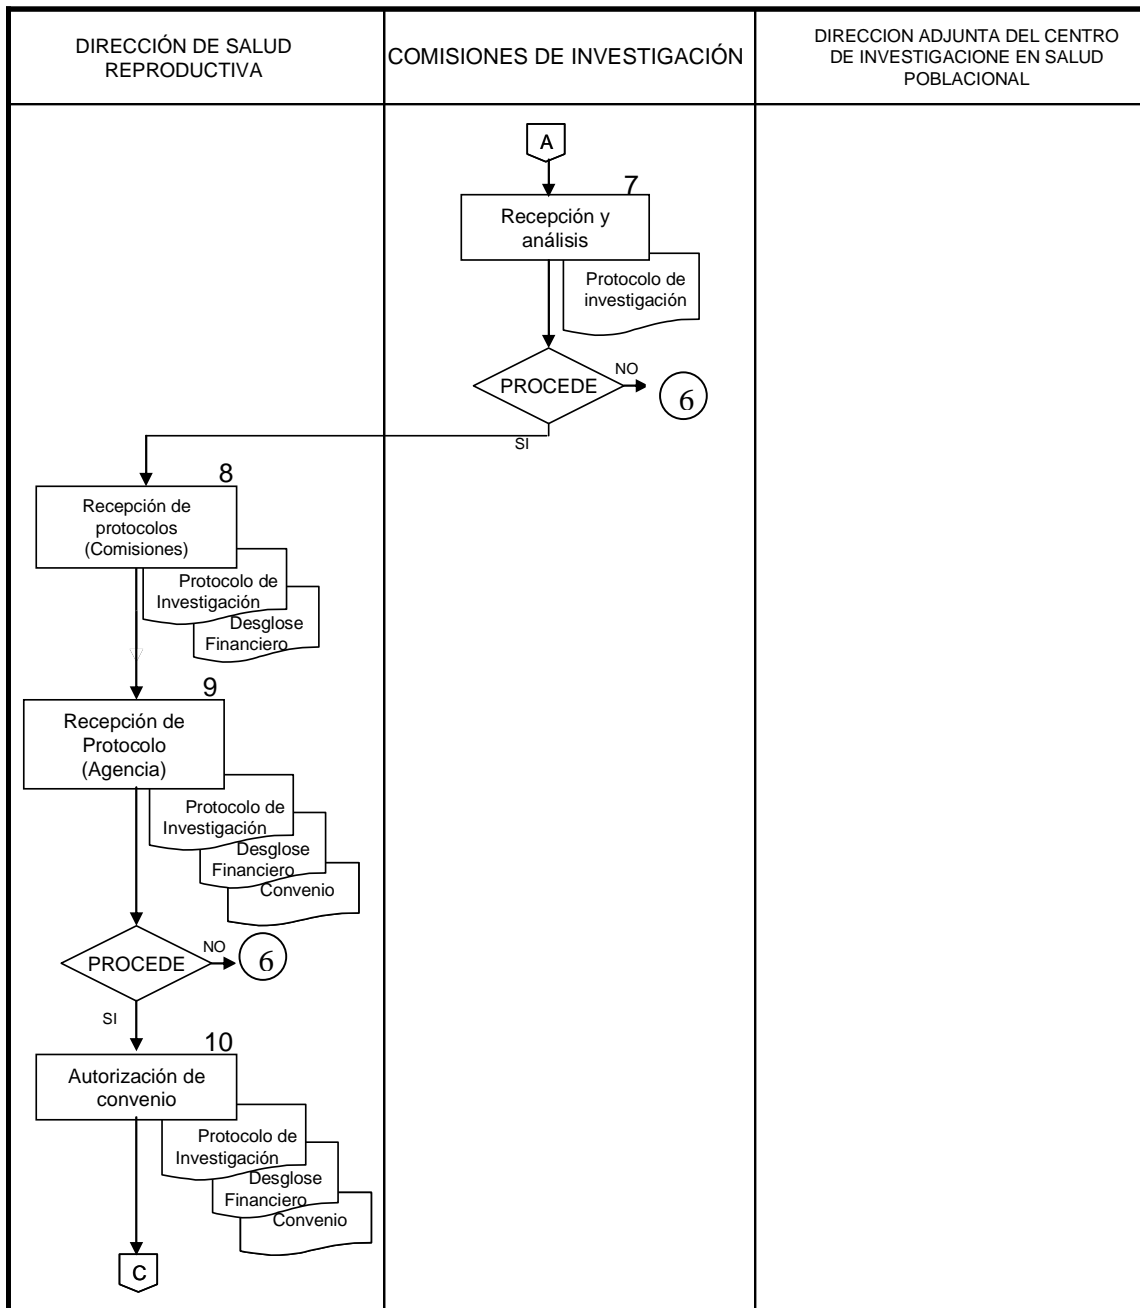 DIRECCIÓN DE SALUD
REPRODUCTIVA
COMISIONES DE INVESTIGACIÓN
DIRECCION ADJUNTA DEL CENTRO
DE INVESTIGACIONE EN SALUD
POBLACIONAL
A
7
Recepción y
análisis
Protocolo de
investigación
PROCEDE
NO
6
SI
8
Recepción de
protocolos
(Comisiones)
Protocolo de
Investigación
Desglose
Financiero
9
Recepción de
Protocolo
(Agencia)
Protocolo de
Investigación
Desglose
Financiero
Convenio
PROCEDE
NO
6
SI
10
Autorización de
convenio
Protocolo de
Investigación
Desglose
Financiero
Convenio
C